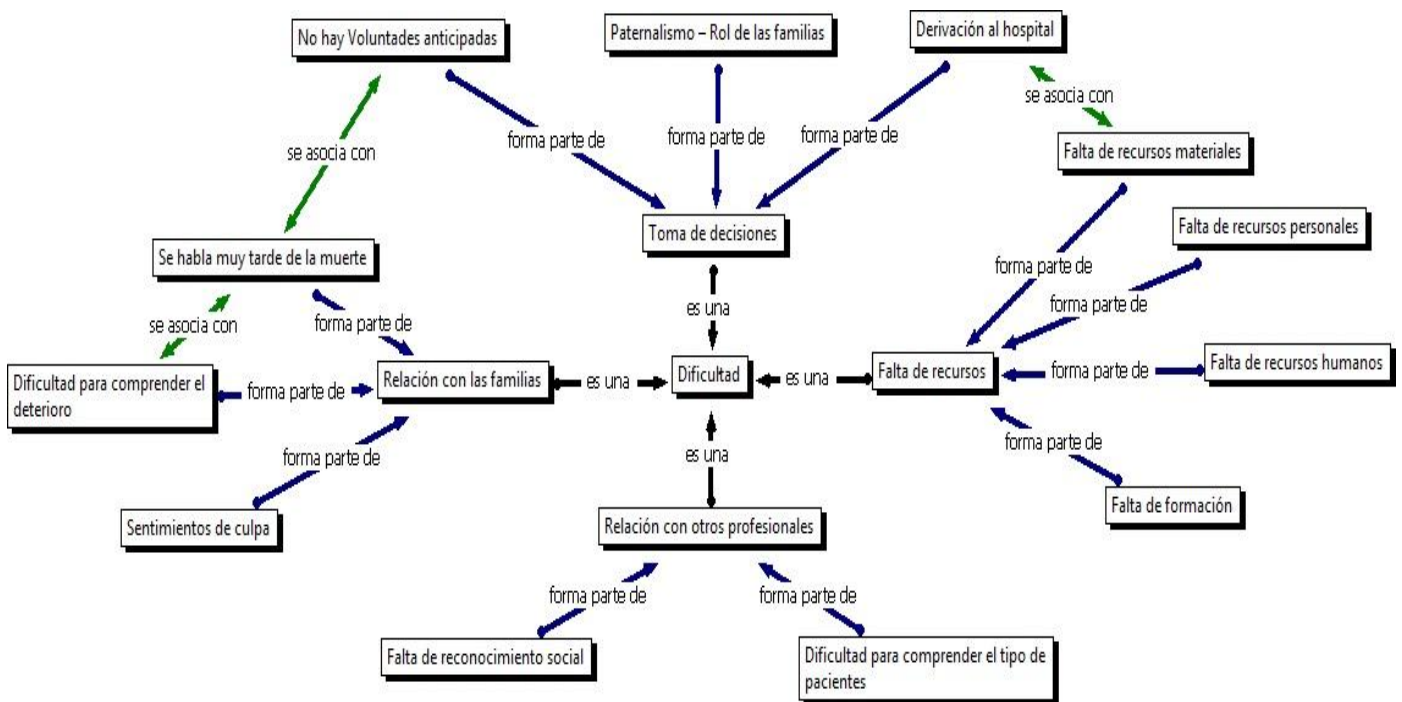 No hay Voluntades anticipadas
Paternalismo – Rol de las familias
Derivación al hospital
se asocia con
forma parte de
forma parte de
forma parte de
Falta de recursos materiales
se asocia con
Toma de decisiones
Falta de recursos personales
Se habla muy tarde de la muerte
forma parte de
es una
forma parte de
se asocia con
forma parte de
Dificultad para comprender el
deterioro
forma parte de
Relación con las familias
es una
Dificultad
es una
Falta de recursos
forma parte de
Falta de recursos humanos
forma parte de
es una
forma parte de
Sentimientos de culpa
Relación con otros profesionales
Falta de formación
forma parte de
forma parte de
Falta de reconocimiento social
Dificultad para comprender el tipo de
pacientes